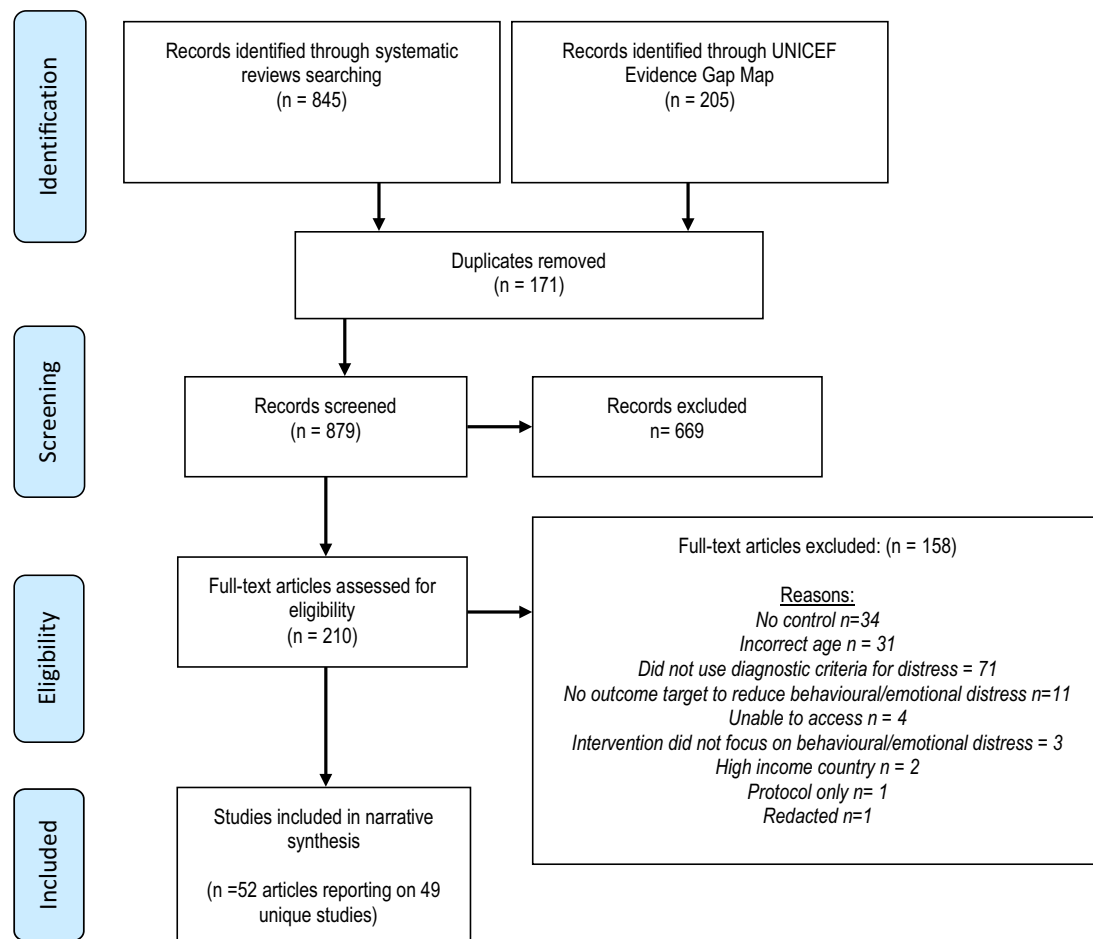 Identification
Records identified through systematic
reviews searching
(n = 845)
Records identified through UNICEF
Evidence Gap Map
(n = 205)
Duplicates removed
(n = 171)
Screening
Records screened
(n = 879)
Records excluded
n= 669
Eligibility
Full-text articles assessed for
eligibility
(n = 210)
Full-text articles excluded: (n = 158)
Reasons:
No control n=34
Incorrect age n = 31
Did not use diagnostic criteria for distress = 71
No outcome target to reduce behavioural/emotional distress n=11
Unable to access n = 4
Intervention did not focus on behavioural/emotional distress = 3
High income country n = 2
Protocol only n= 1
Redacted n=1
Included
Studies included in narrative
synthesis
(n =52 articles reporting on 49
unique studies)